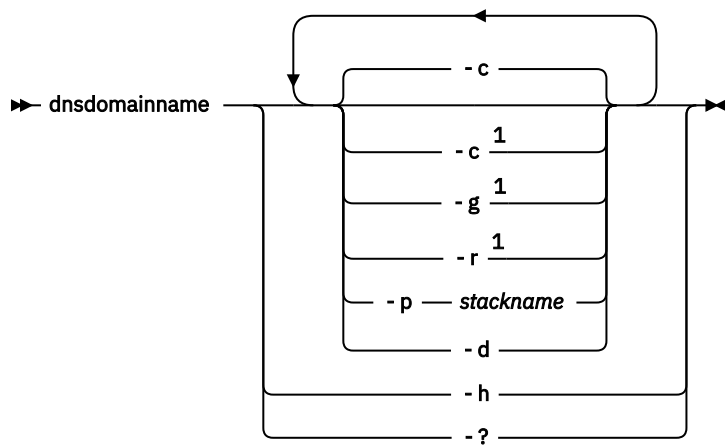 -c
dnsdomainname
-c 1
-g 1
-r 1
-p stackname
-d
-h
-?